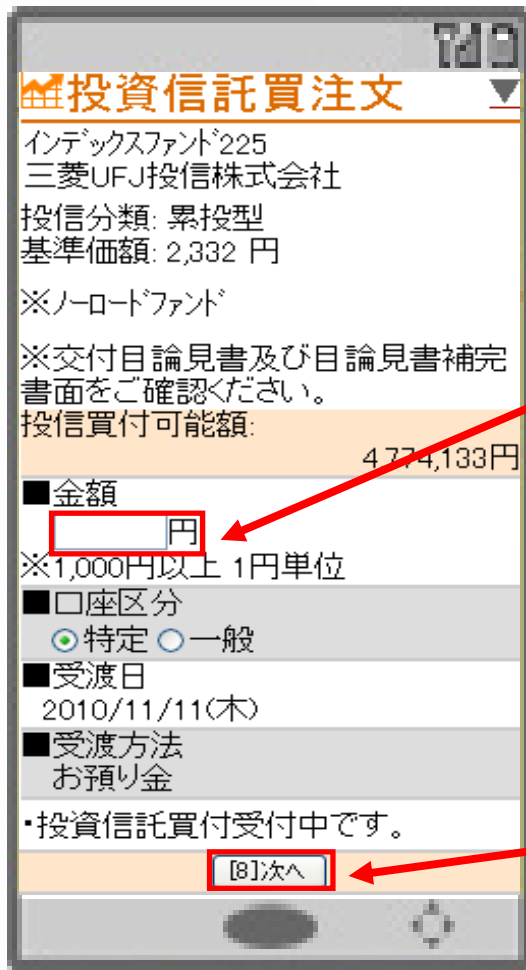 投資信託買注文
インデックスファンド225
三菱UFJ投信株式会社
投信分類: 累投型
基準価額: 2,332 円
※ノーロードファンド
※交付目論見書及び目論見書補完
書面をご確認ください。
投信買付可能額:
4,774,133円
■金額
円
※1,000円以上 1円単位
■口座区分
特定 一般
■受渡日
2010/11/11(木)
■受渡方法
お預り金
・投資信託買付受付中です。
[8]次へ